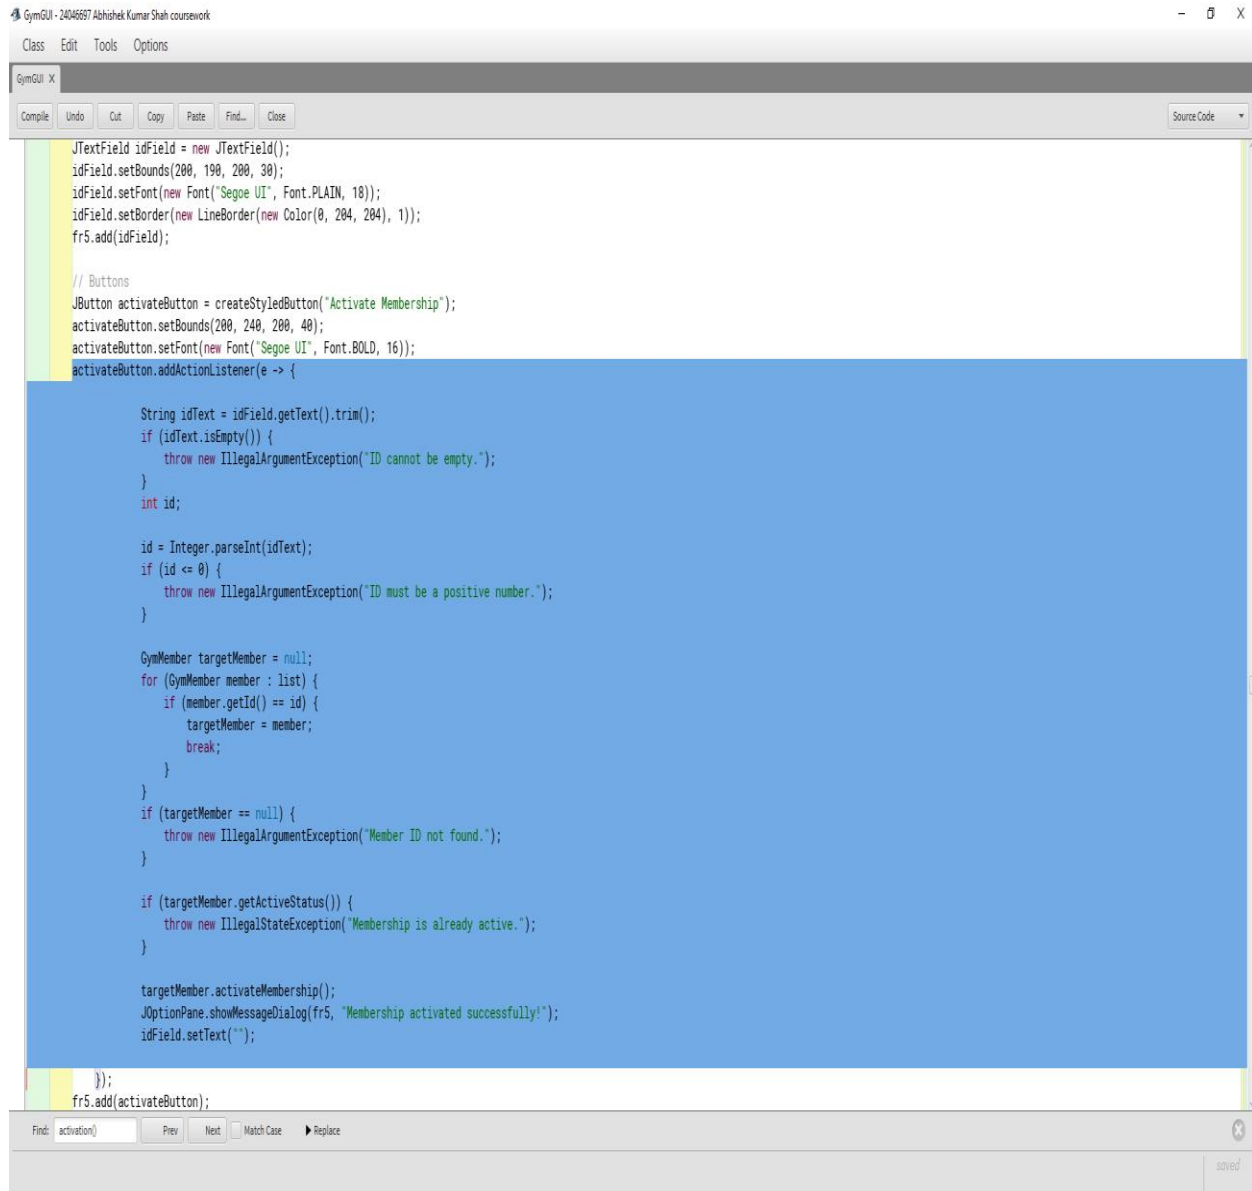 GymGUI - 24046697 Abhishek Kumar Shah coursework
Class Edit Tools Options
GymGUI X
Compile Undo Cut Copy Paste Find... Close Source Code
JTextField idField = new JTextField();
idField.setBounds(200, 190, 200, 30);
idField.setFont(new Font("Segoe UI", Font.PLAIN, 18));
idField.setBorder(new LineBorder(new Color(0, 204, 204), 1));
fr5.add(idField);
// Buttons
JButton activateButton = createStyledButton("Activate Membership");
activateButton.setBounds(200, 240, 200, 40);
activateButton.setFont(new Font("Segoe UI", Font.BOLD, 16));
activateButton.addActionListener(e -> {
String idText = idField.getText().trim();
if (idText.isEmpty()) {
throw new IllegalArgumentException("ID cannot be empty.");
}
int id;
id = Integer.parseInt(idText);
if (id <= 0) {
throw new IllegalArgumentException("ID must be a positive number.");
}
GymMember targetMember = null;
for (GymMember member : list) {
if (member.getId() == id) {
targetMember = member;
break;
}
}
if (targetMember == null) {
throw new IllegalArgumentException("Member ID not found.");
}
if (targetMember.getActiveStatus()) {
throw new IllegalStateException("Membership is already active.");
}
targetMember.activateMembership();
JOptionPane.showMessageDialog(fr5, "Membership activated successfully!");
idField.setText("");
});
fr5.add(activateButton);
Find: activation() Prev Next Match Case Replace
saved